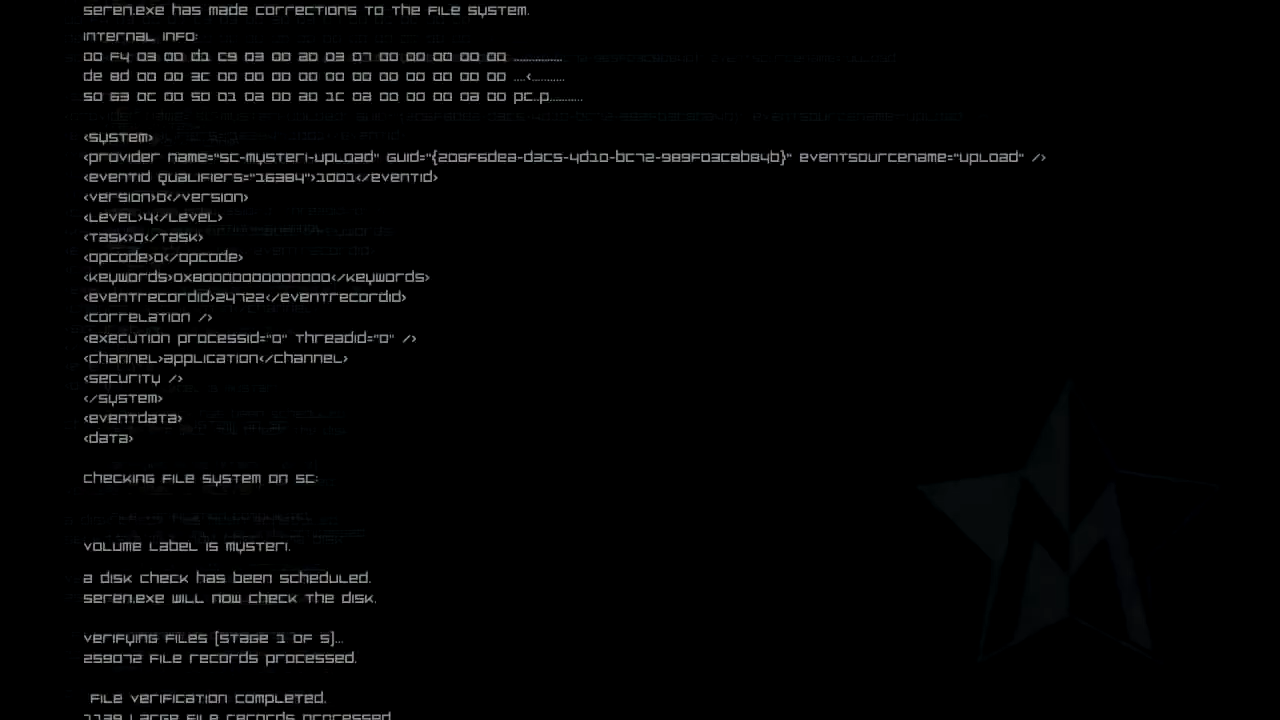 seren.exe has made corrections to the file system.
internal info:
00 f4 03 00 d1 c9 03 00 ad 03 07 00 00 00 00 00 ................
de 8d 00 00 3c 00 00 00 00 00 00 00 00 00 00 00 ....<...........
50 63 0c 00 50 01 0a 00 a0 1c 0a 00 00 00 0a 00 pc..p...........
<system>
<provider name="sc-mysteri-upload" guid="{206f6dea-d3c5-4d10-bc72-989f03c8b84b}" eventsourcename="upload" />
<eventid qualifiers="16384">1001</eventid>
<version>0</version>
<level>4</level>
<task>0</task>
<opcode>0</opcode>
<keywords>0x80000000000000</keywords>
<eventrecordid>24722</eventrecordid>
<correlation />
<execution processid="0" threadid="0" />
<channel>application</channel>
<security />
</system>
<eventdata>
<data>
checking file system on sc:
volume label is mysteri.
a disk check has been scheduled.
seren.exe will now check the disk.
verifying files [stage 1 of 5]...
259072 file records processed.
file verification completed.
1139 large file records processed.